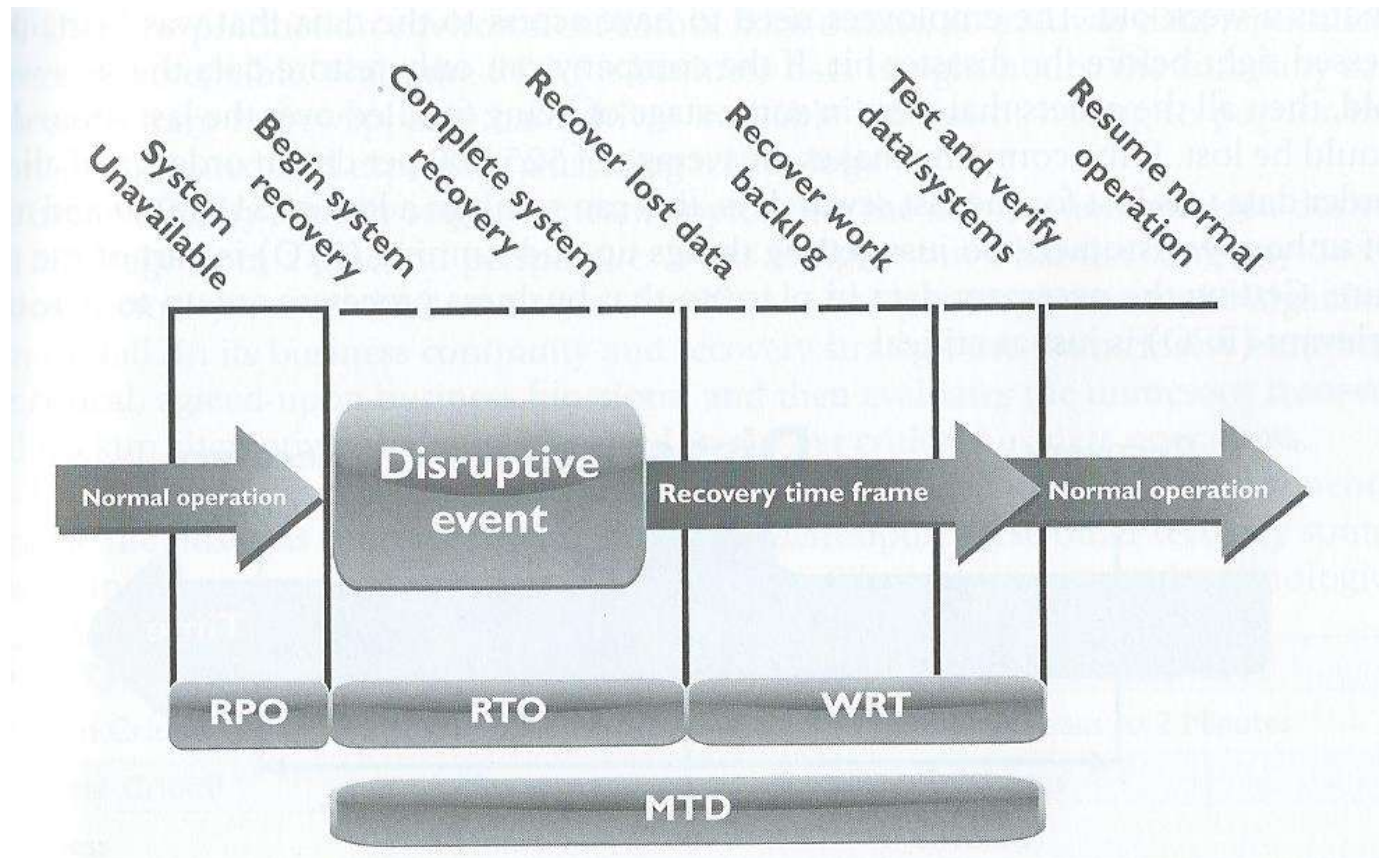 System
Unavailable
Begin system
recovery
Complete system
recovery
Recover lost data
Recover work
backlog
Test and verify
data/systems
Resume normal
operation
Normal operation
Disruptive
event
Recovery time frame
Normal operation
RPO
RTO
WRT
MTD